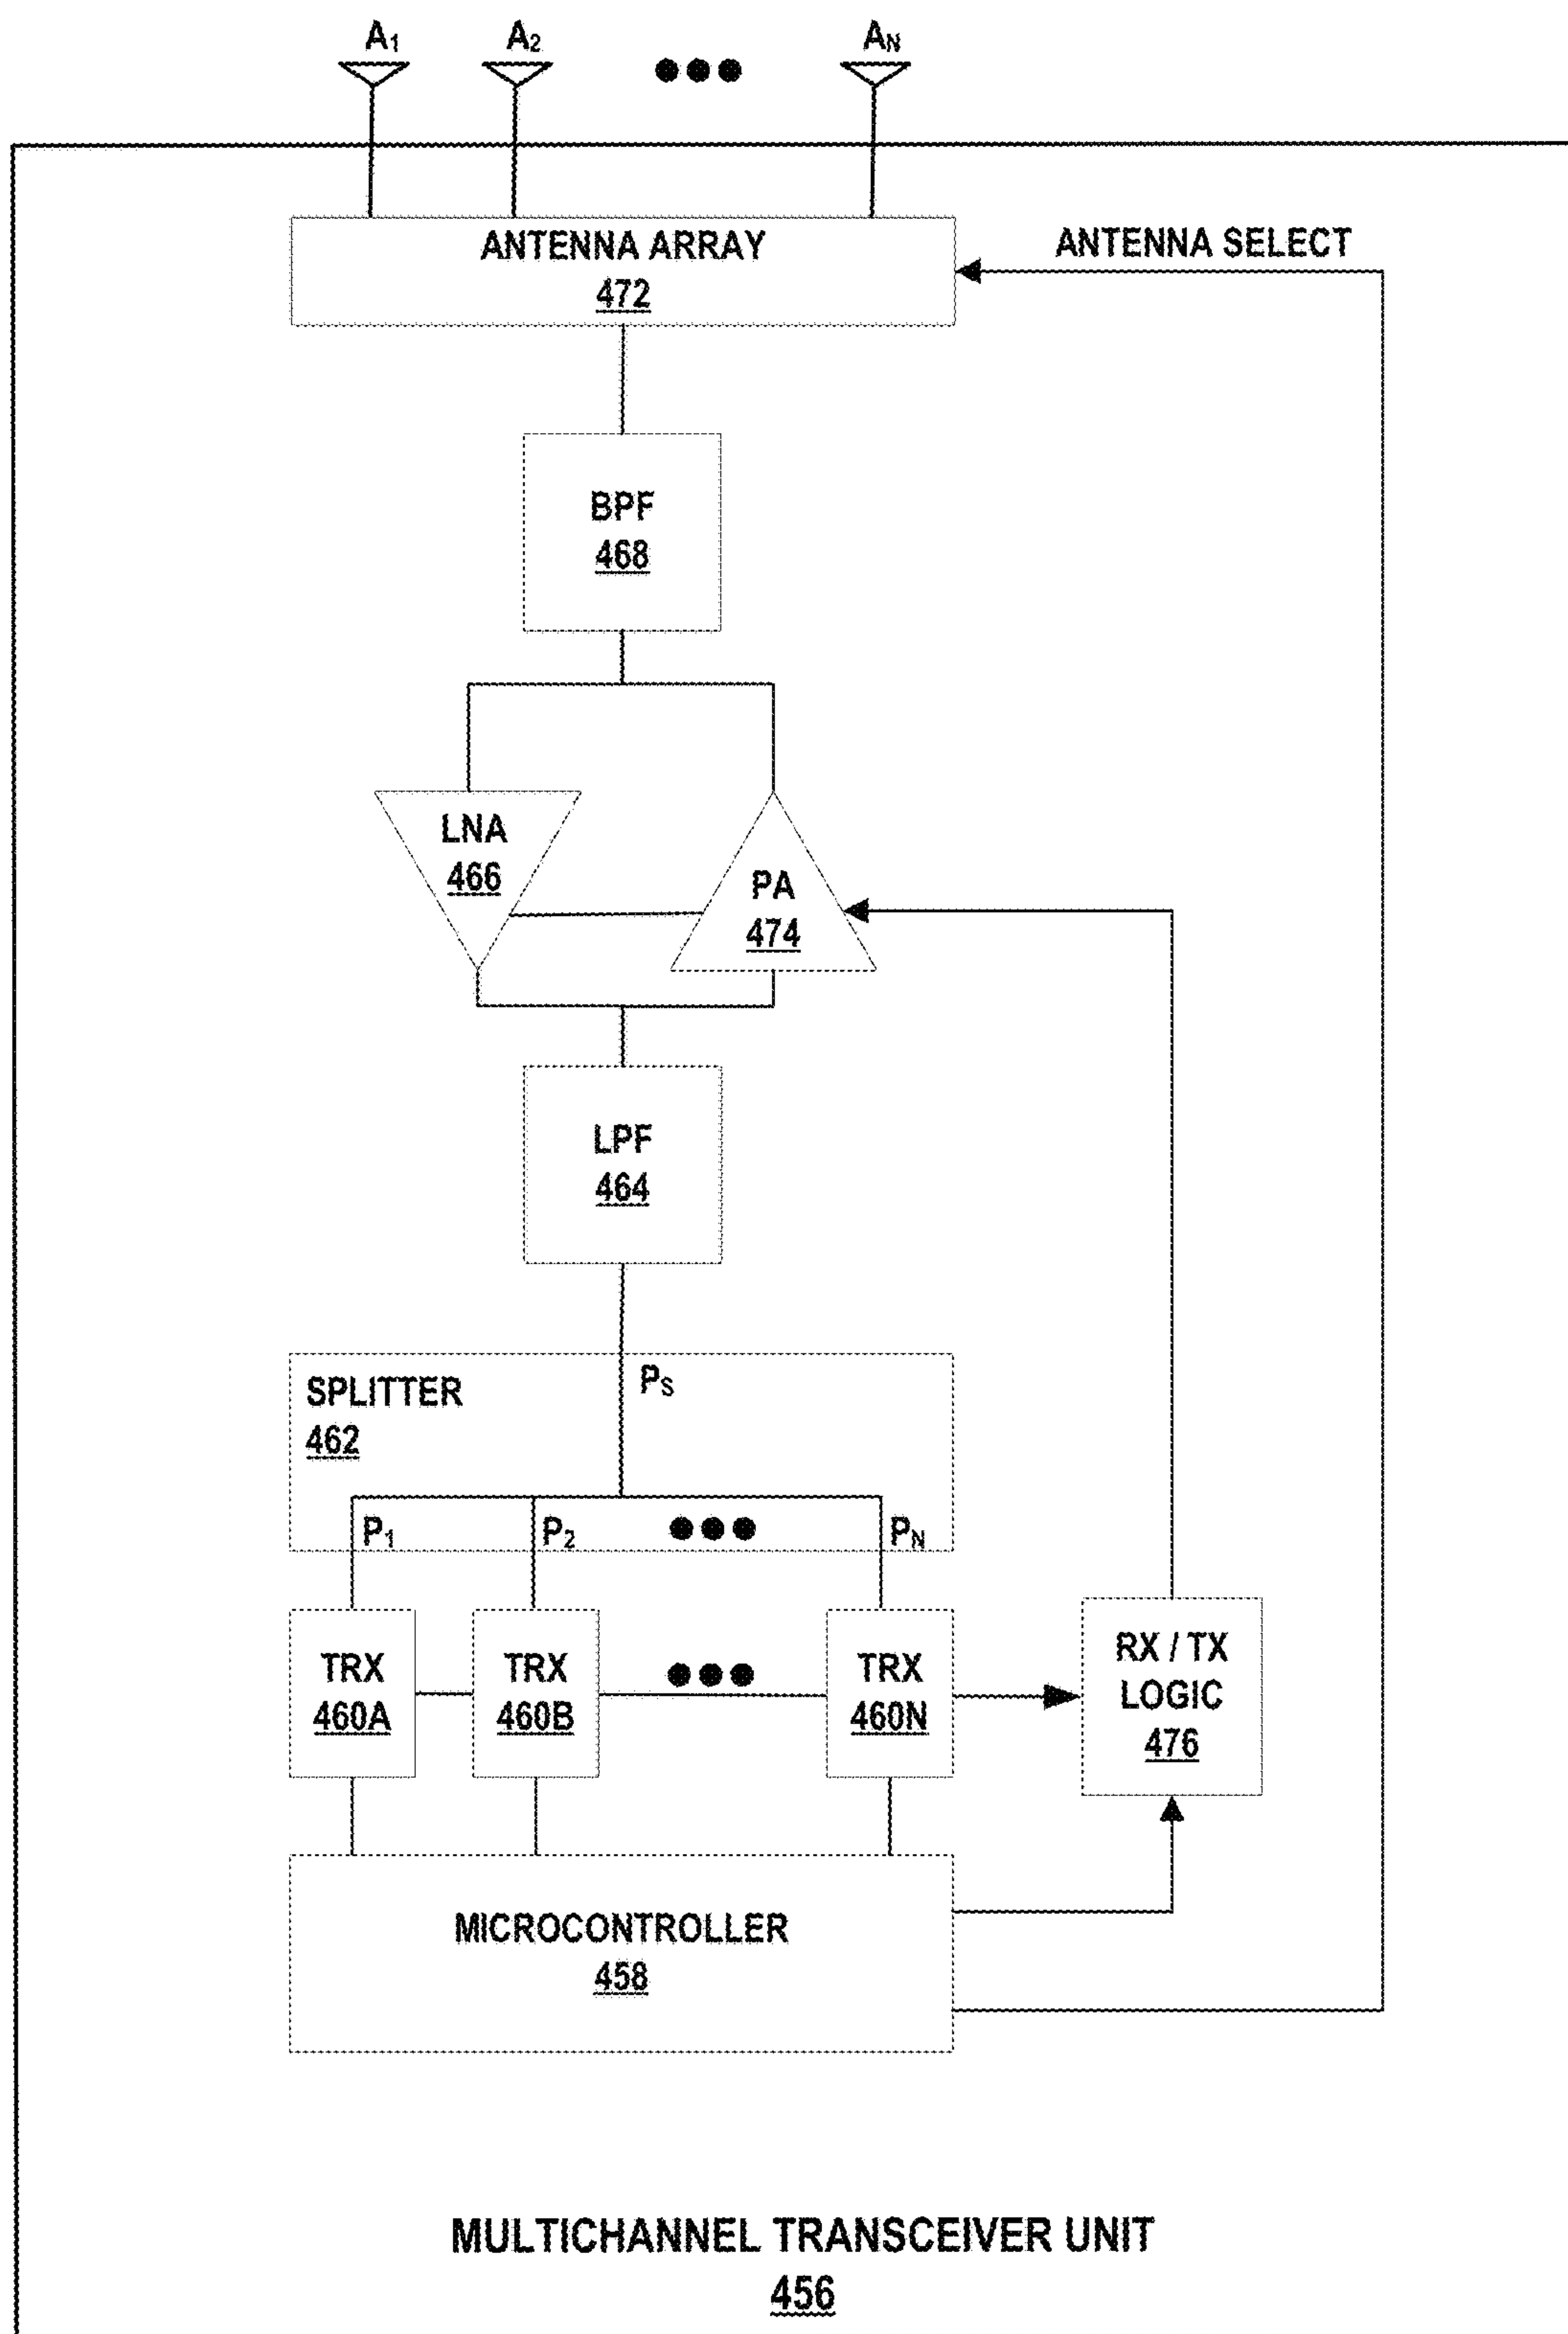 A1 A2 AN
ANTENNA ARRAY
472
ANTENNA SELECT
BPF
468
LNA
466
PA
474
LPF
464
SPLITTER
462
PS
P1 P2 PN
TRX
460A
TRX
460B
TRX
460N
RX / TX
LOGIC
476
MICROCONTROLLER
458
MULTICHANNEL TRANSCEIVER UNIT
456